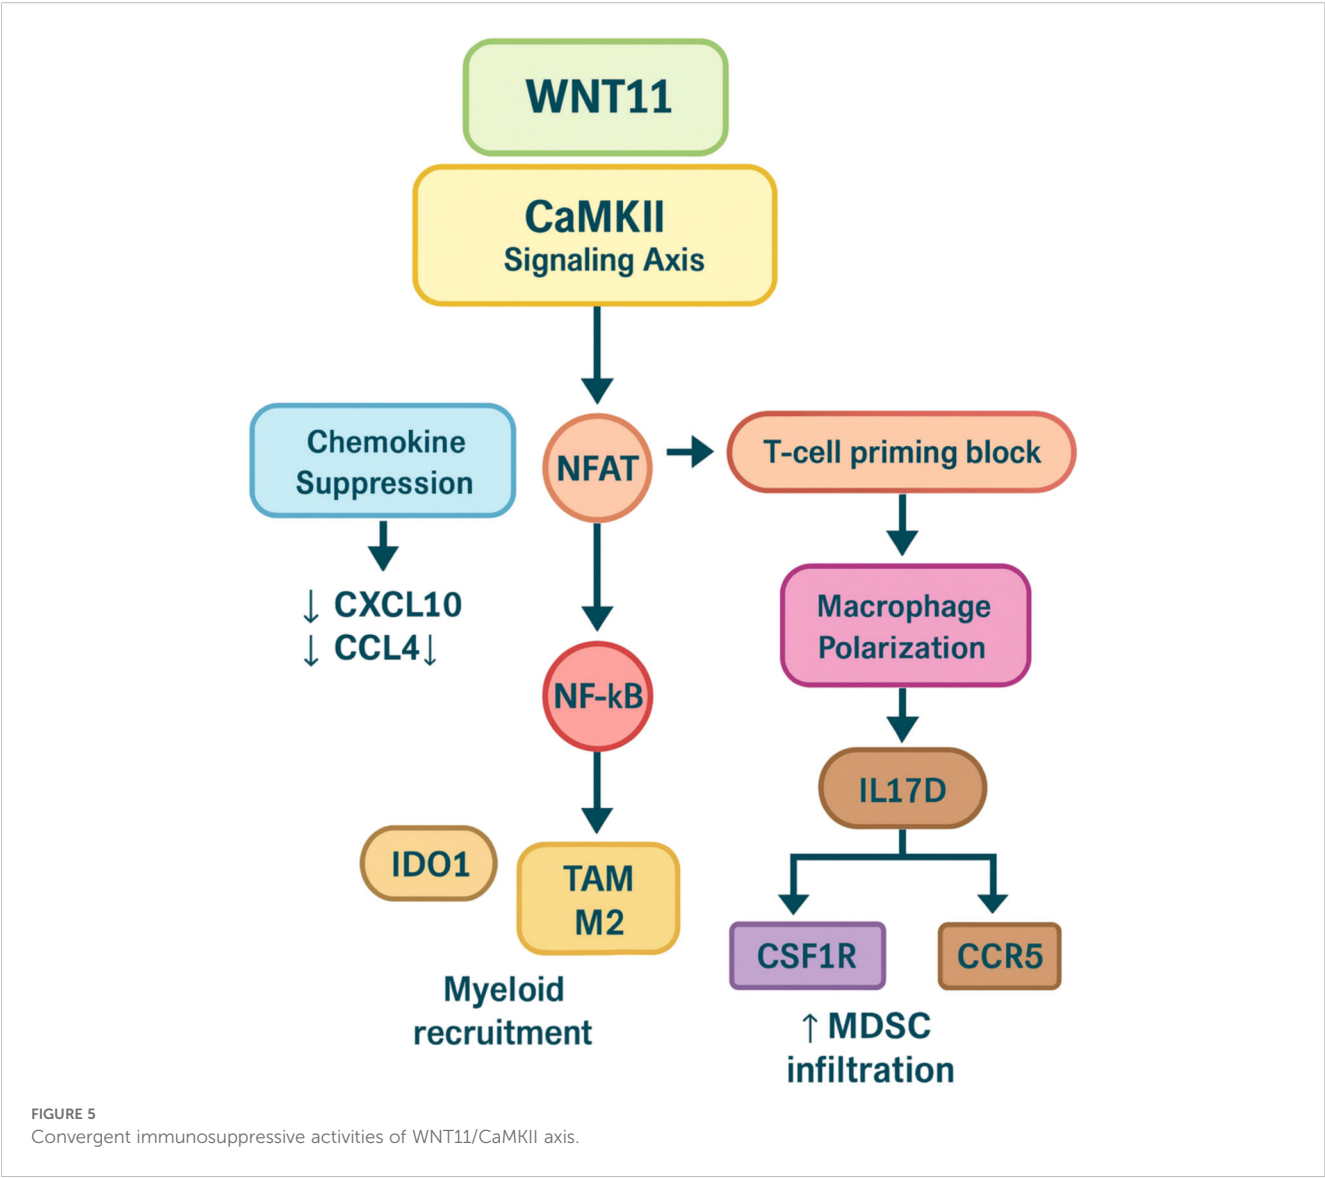 WNT11
CaMKII
Signaling Axis
Chemokine
Suppression
↓ CXCL10
↓ CCL4↓
NFAT
T-cell priming block
Macrophage
Polarization
NF-kB
IL17D
IDO1
TAM
M2
Myeloid
recruitment
CSF1R
CCR5
↑ MDSC
infiltration
FIGURE 5
Convergent immunosuppressive activities of WNT11/CaMKII axis.